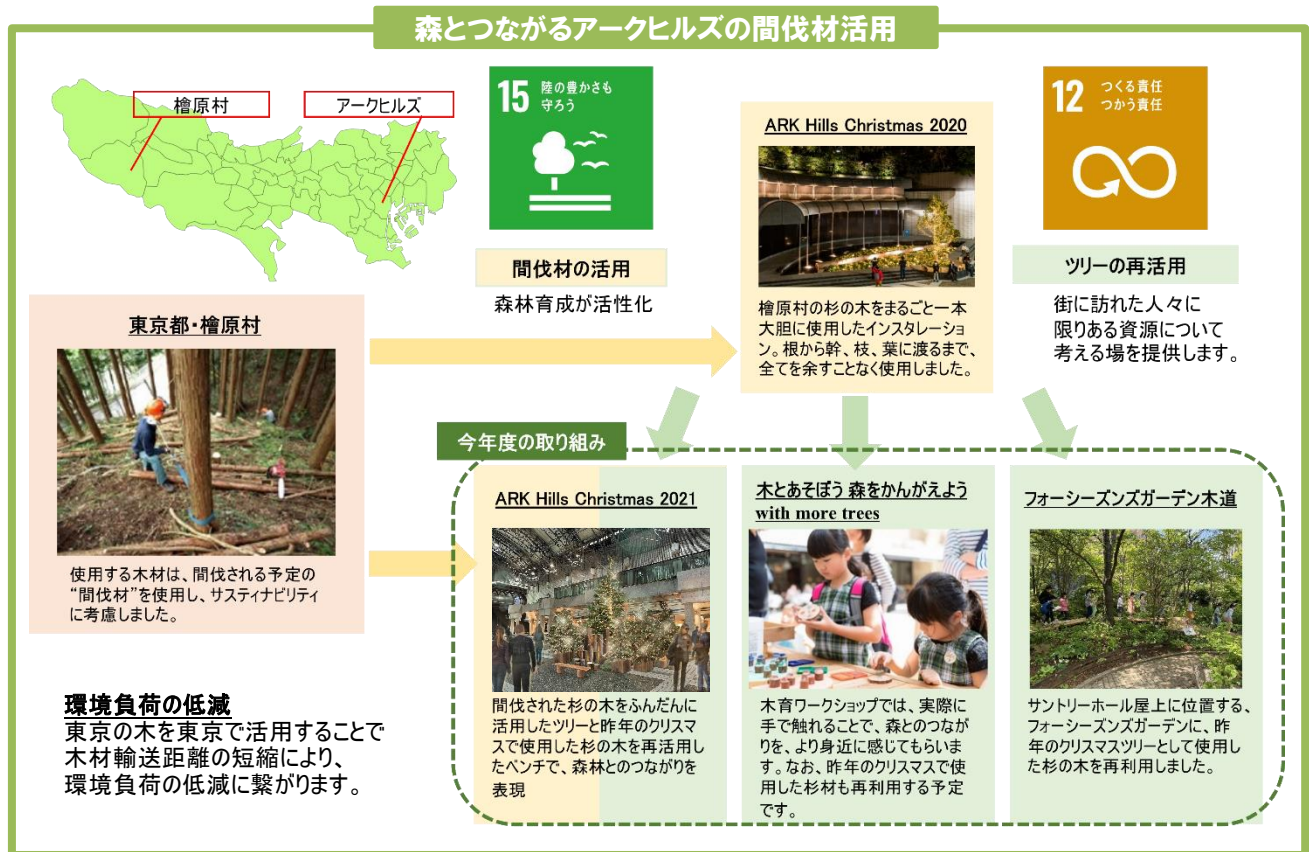 森とつながるアークヒルズの間伐材活用
檜原村
アークヒルズ
15 陸の豊かさも
守ろう
間伐材の活用
森林育成が活性化
ARK Hills Christmas 2020
檜原村の杉の木をまるごと一本
大胆に使用したインスタレーショ
ン。根から幹、枝、葉に渡るまで、
全てを余すことなく使用しました。
12 つくる責任
つかう責任
ツリーの再活用
街に訪れた人々に
限りある資源について
考える場を提供します。
東京都・檜原村
使用する木材は、間伐される予定の
“間伐材”を使用し、サスティナビリティ
に考慮しました。
環境負荷の低減
東京の木を東京で活用することで
木材輸送距離の短縮により、
環境負荷の低減に繋がります。
今年度の取り組み
ARK Hills Christmas 2021
間伐された杉の木をふんだんに
活用したツリーと昨年のクリスマ
スで使用した杉の木を再活用し
たベンチで、森林とのつながりを
表現
木とあそぼう 森をかんがえよう
with more trees
木育ワークショップでは、実際に
手で触れることで、森とのつなが
りを、より身近に感じてもらいま
す。なお、昨年のクリスマスで使
用した杉材も再利用する予定
です。
フォーシーズンズガーデン木道
サントリーホール屋上に位置する、
フォーシーズンズガーデンに、昨
年のクリスマスツリーとして使用し
た杉の木を再利用しました。